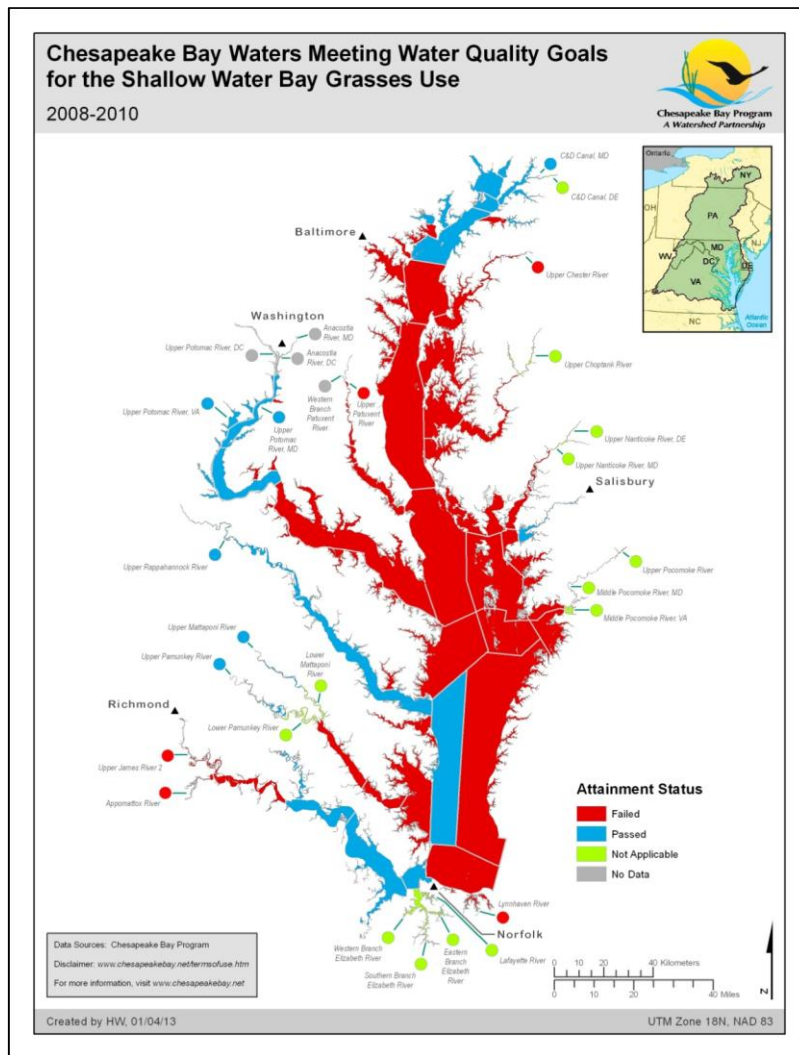 Chesapeake Bay Waters Meeting Water Quality Goals
for the Shallow Water Bay Grasses Use
2008-2010
Chesapeake Bay Program
A Watershed Partnership
C&D Canal, MD
C&D Canal, DE
Ontario
NY
OH
PA
NJ
MD
WV
DC
DE
VA
NC
Atlantic
Ocean
Baltimore
Upper Chester River
Washington
Anacostia
River, MD
Upper Potomac River, DC
Anacostia
River, DC
Upper Choptank River
Western
Branch
Patuxent
River
Upper
Patuxent
River
Upper Potomac River, VA
Upper
Potomac
River, MD
Upper Nanticoke River, DE
Upper Nanticoke River, MD
Salisbury
Upper Rappahannock River
Upper Pocomoke River
Middle Pocomoke River, MD
Middle Pocomoke River, VA
Upper Mattaponi River
Upper Pamunkey River
Lower
Mattaponi
River
Richmond
Lower Pamunkey River
Upper James River 2
Appomattox River
Attainment Status
Failed
Passed
Not Applicable
No Data
Lynnhaven River
Norfolk
Western Branch
Elizabeth River
Southern Branch
Elizabeth River
Eastern
Branch
Elizabeth
River
Lafayette River
Data Sources: Chesapeake Bay Program
Disclaimer: www.chesapeakebay.net/termsofuse.htm
For more information, visit www.chesapeakebay.net
0 10 20 40 Kilometers
0 10 20 40 Miles
N
Created by HW, 01/04/13
UTM Zone 18N, NAD 83